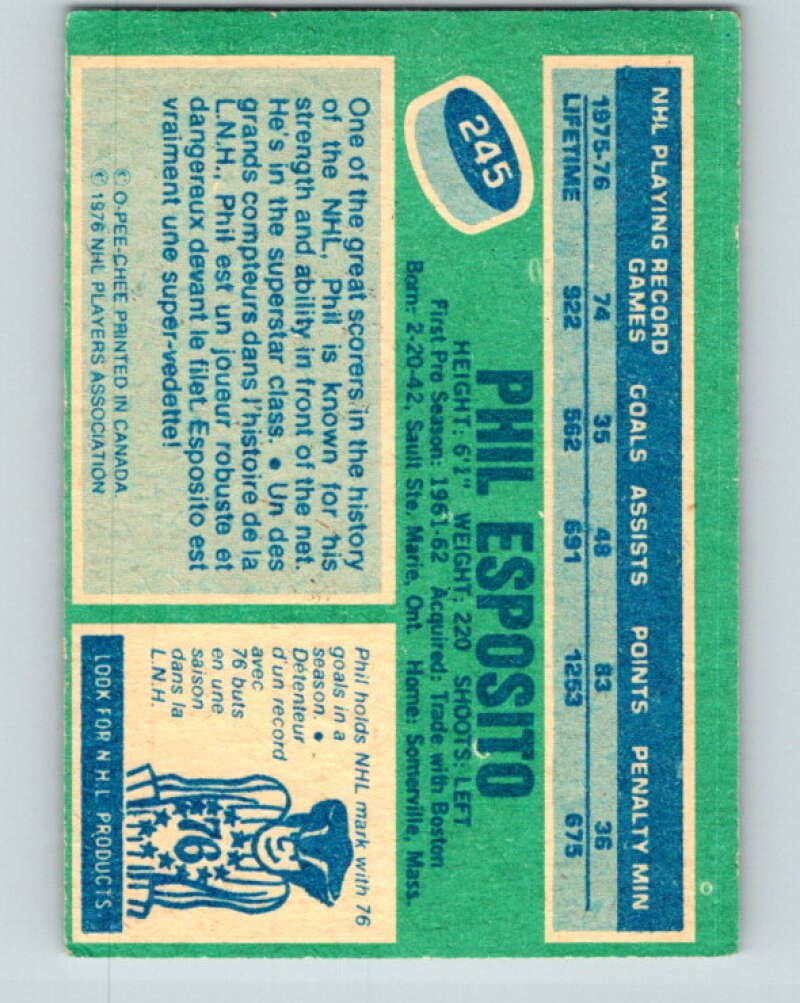 NHL PLAYING RECORD
GAMES GOALS ASSISTS POINTS PENALTY MIN
1975-76 74 35 48 83 36
LIFETIME 922 562 691 1253 675
245
PHIL ESPOSITO
HEIGHT: 6'1" WEIGHT: 220 SHOOTS: LEFT
First Pro Season: 1961-62 Acquired: Trade with Boston
Born: 2-20-42, Sault Ste. Marie, Ont. Home: Somerville, Mass.
One of the great scorers in the history
of the NHL, Phil is known for his
strength and ability in front of the net.
He's in the superstar class. • Un des
grands compteurs dans l'histoire de la
L.N.H., Phil est un joueur robuste et
dangereux devant le filet. Esposito est
vraiment une super-vedette!
© O-PEE-CHEE PRINTED IN CANADA
© 1976 NHL PLAYERS ASSOCIATION
Phil holds NHL mark with 76
goals in a
season. •
Détenteur
d'un record
avec
76 buts
en une
saison
dans la
L.N.H.
76
LOOK FOR N H L PRODUCTS